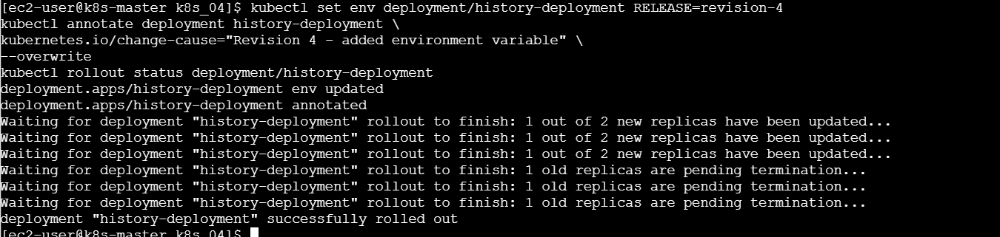 [ec2-user@k8s-master k8s_04]$ kubectl set env deployment/history-deployment RELEASE=revision-4
kubectl annotate deployment history-deployment \
kubernetes.io/change-cause="Revision 4 - added environment variable" \
--overwrite
kubectl rollout status deployment/history-deployment
deployment.apps/history-deployment env updated
deployment.apps/history-deployment annotated
Waiting for deployment "history-deployment" rollout to finish: 1 out of 2 new replicas have been updated...
Waiting for deployment "history-deployment" rollout to finish: 1 out of 2 new replicas have been updated...
Waiting for deployment "history-deployment" rollout to finish: 1 out of 2 new replicas have been updated...
Waiting for deployment "history-deployment" rollout to finish: 1 old replicas are pending termination...
Waiting for deployment "history-deployment" rollout to finish: 1 old replicas are pending termination...
Waiting for deployment "history-deployment" rollout to finish: 1 old replicas are pending termination...
deployment "history-deployment" successfully rolled out
[ec2-user@k8s-master k8s_04]$